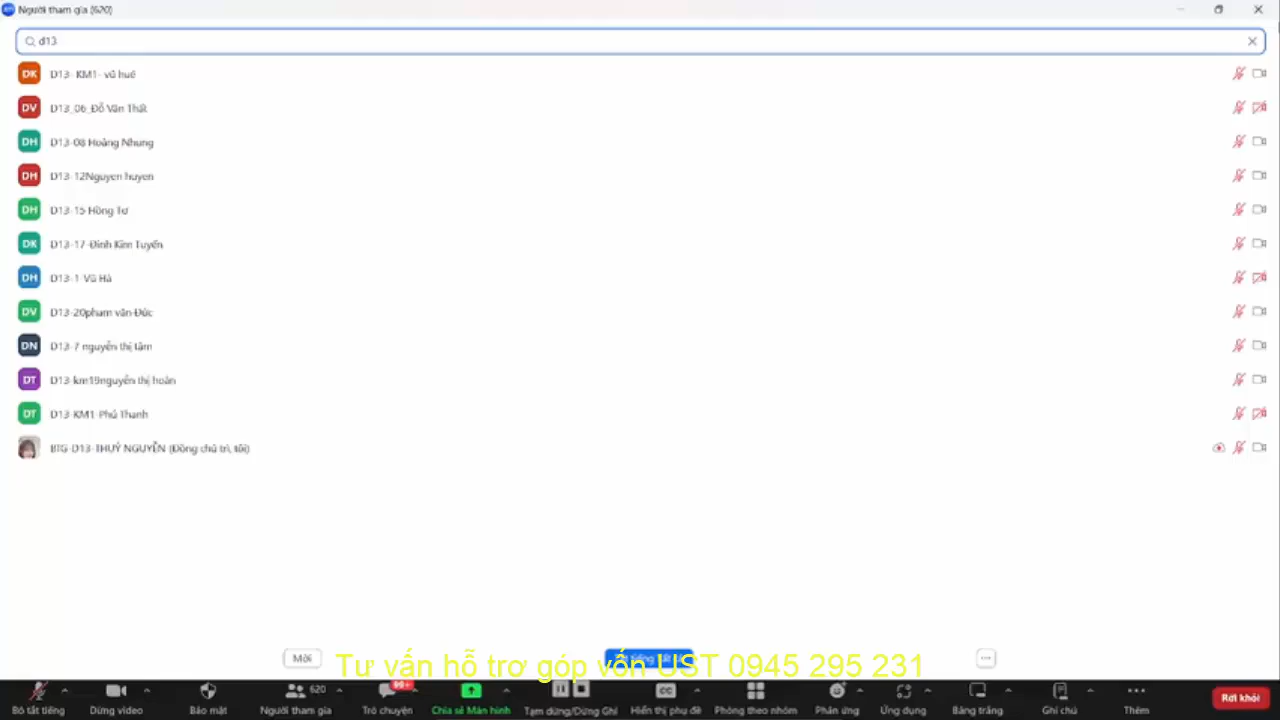 Người tham gia (620)
d13
DK D13- KM1- vũ huế
DV D13_06_Đỗ Văn Thất
DH D13-08 Hoàng Nhung
DH D13-12Nguyen huyen
DH D13-15 Hồng Tơ
DK D13-17-Đinh Kim Tuyến
DH D13-1-Vũ Hà
DV D13-20phạm văn Đức
DN D13-7 nguyễn thị tâm
DT D13-km19nguyễn thị hoàn
DT D13-KM1-Phú Thanh
BTG-D13-THUỲ NGUYỄN (Đồng chủ trì, tôi)
Mời
Tư vấn hỗ trơ góp vốn UST 0945 295 231
620 99+ CC
Bỏ tắt tiếng Dừng video Bảo mật Người tham gia Trò chuyện Chia sẻ Màn hình Tạm dừng/Dừng Ghi Hiển thị phụ đề Phòng theo nhóm Phản ứng Ứng dụng Bảng trắng Ghi chú Thêm Rời khỏi